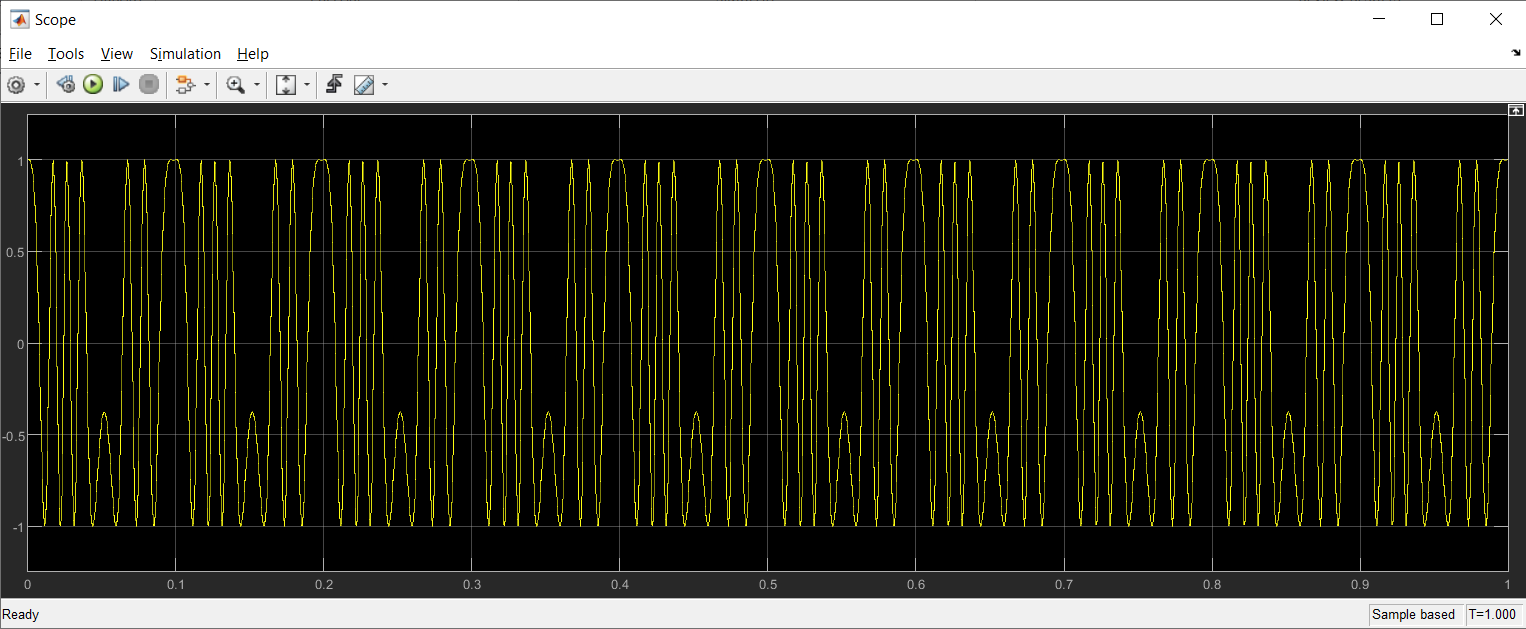 Scope
File Tools View Simulation Help
1
0.5
0
-0.5
-1
0 0.1 0.2 0.3 0.4 0.5 0.6 0.7 0.8 0.9 1
Ready Sample based T=1.000